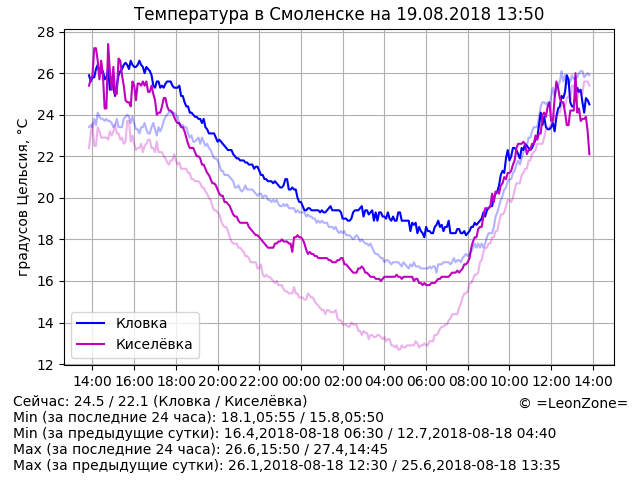 Температура в Смоленске на 19.08.2018 13:50
градусов Цельсия, °C
28
26
24
22
20
18
16
14
12
Кловка
Киселёвка
14:00 16:00 18:00 20:00 22:00 00:00 02:00 04:00 06:00 08:00 10:00 12:00 14:00
Сейчас: 24.5 / 22.1 (Кловка / Киселёвка)
© =LeonZone=
Min (за последние 24 часа): 18.1,05:55 / 15.8,05:50
Min (за предыдущие сутки): 16.4,2018-08-18 06:30 / 12.7,2018-08-18 04:40
Max (за последние 24 часа): 26.6,15:50 / 27.4,14:45
Max (за предыдущие сутки): 26.1,2018-08-18 12:30 / 25.6,2018-08-18 13:35